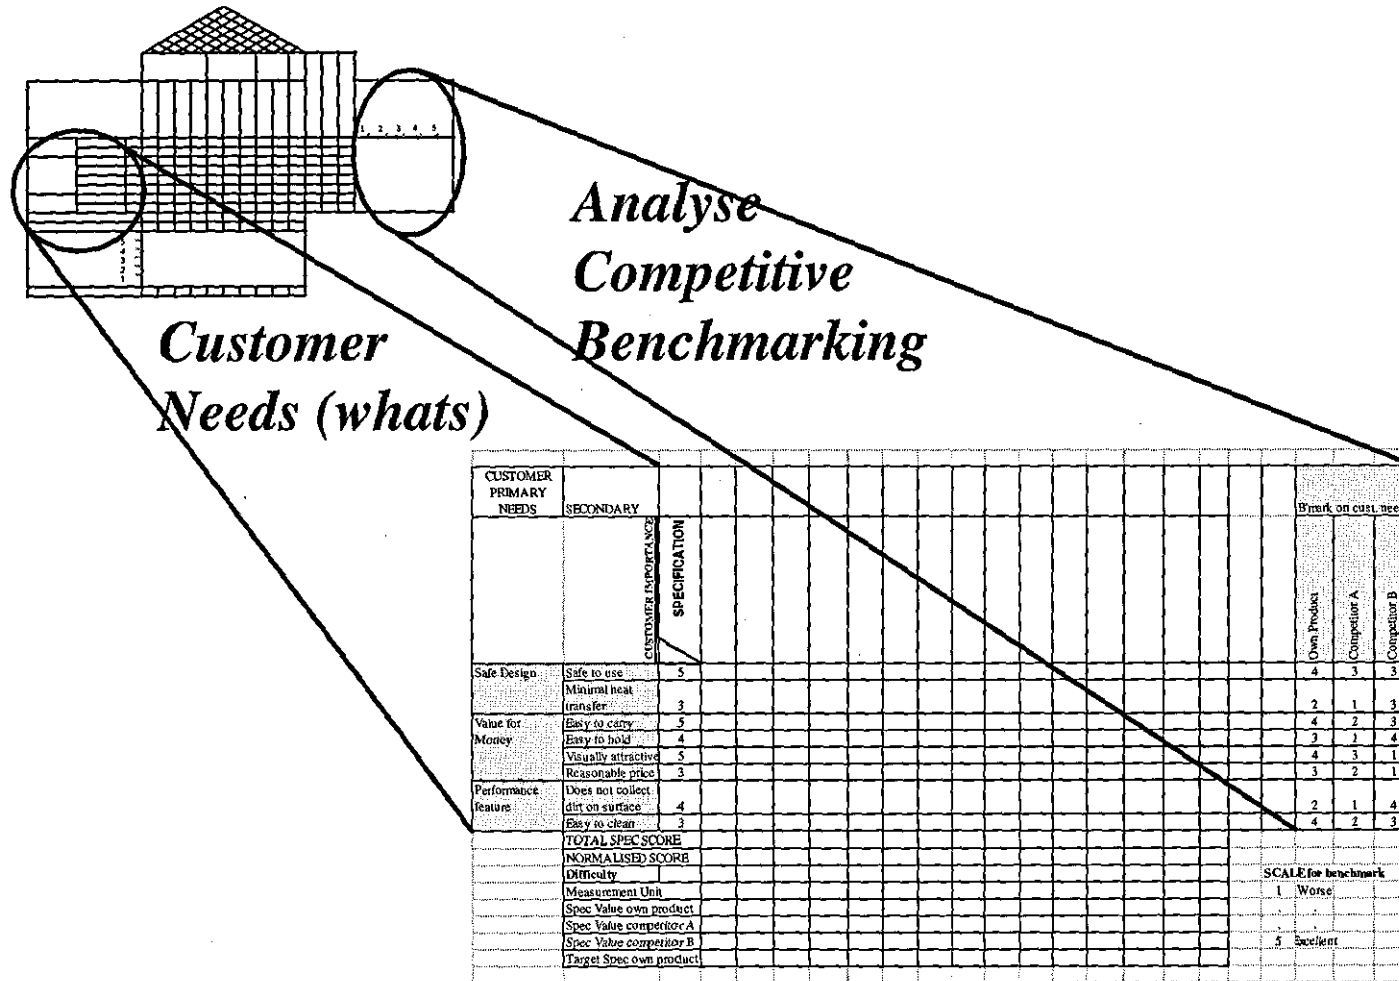 1 2 3 4 5
Analyse
Competitive
Benchmarking
Customer
Needs (whats)
CUSTOMER
PRIMARY
NEEDS
SECONDARY
B'mark on cust. nee
CUSTOMER IMPORTANCE
SPECIFICATION
Own Product
Competitor A
Competitor B
Safe Design Safe to use 5 4 3 3
Minimal heat
transfer 3 2 1 3
Value for Easy to carry 5 4 2 3
Money Easy to hold 4 3 4
Visually attractive 5 4 3 1
Reasonable price 3 3 2 1
Performance Does not collect
feature dirt on surface 4 2 1 4
Easy to clean 3 4 2 3
TOTAL SPEC SCORE
NORMALISED SCORE
Difficulty
Measurement Unit
Spec Value own product
Spec Value competitor A
Spec Value competitor B
Target Spec own product
SCALE for benchmark
1 Worse
.
.
5 Excellent